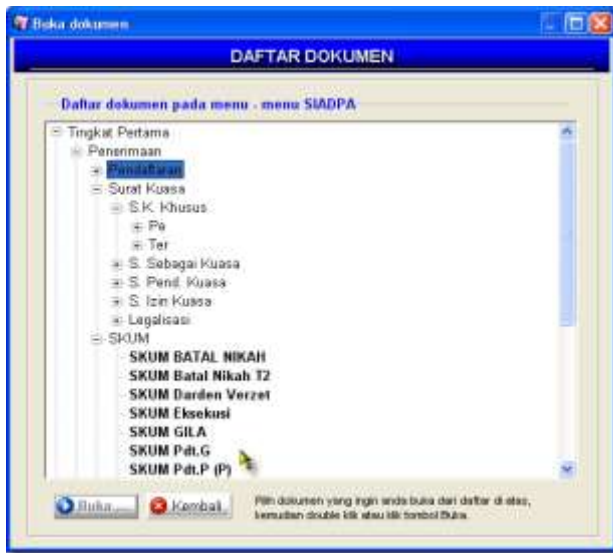 Buka dokumen
DAFTAR DOKUMEN
Daftar dokumen pada menu - menu SIADPA
Tingkat Pertama
Penerimaan
Pendaftaran
Surat Kuasa
S.K. Khusus
Pe
Ter
S. Sebagai Kuasa
S. Pend. Kuasa
S. Izin Kuasa
Legalisasi
SKUM
SKUM BATAL NIKAH
SKUM Batal Nikah T2
SKUM Darden Verzet
SKUM Eksekusi
SKUM GILA
SKUM Pdt.G
SKUM Pdt.P (P)
Buka..... Kembali. Pilih dokumen yang ingin anda buka dari daftar di atas,
kemudian double klik atau klik tombol Buka.